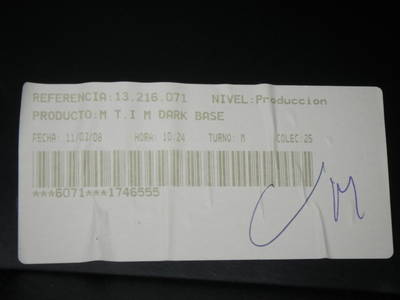 REFERENCIA:13.216.071 NIVEL:Produccion
PRODUCTO:M T.I M DARK BASE
FECHA: 11/03/08 HORA: 10:24 TURNO: M COLEC:25
***6071***1746555